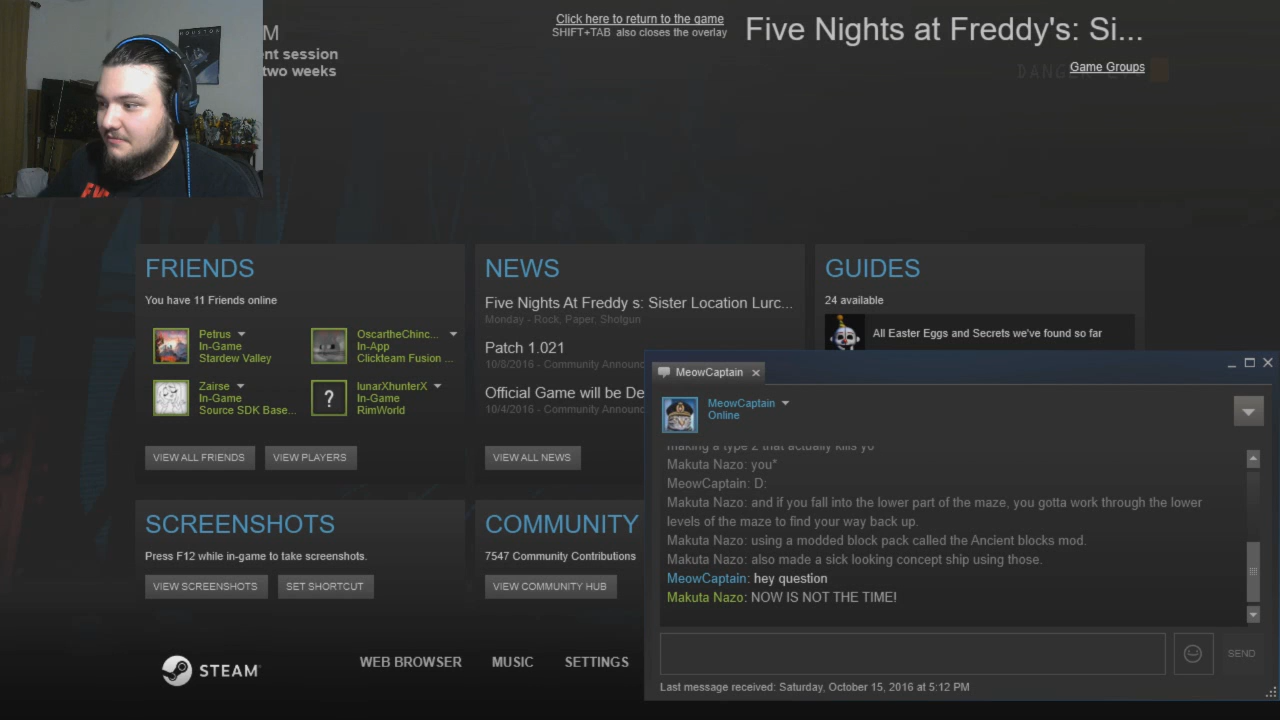 HOUSTON
M
nt session
two weeks
Click here to return to the game
SHIFT+TAB also closes the overlay
Five Nights at Freddy's: Si...
Game Groups
DANGER
FRIENDS
You have 11 Friends online
Petrus
In-Game
Stardew Valley
OscartheChinc...
In-App
Clickteam Fusion ...
Zairse
In-Game
Source SDK Base...
?
lunarXhunterX
In-Game
RimWorld
VIEW ALL FRIENDS
VIEW PLAYERS
NEWS
Five Nights At Freddy s: Sister Location Lurc...
Monday - Rock, Paper, Shotgun
Patch 1.021
10/8/2016 - Community Announc
Official Game will be De
10/4/2016 - Community Announc
VIEW ALL NEWS
GUIDES
24 available
All Easter Eggs and Secrets we've found so far
SCREENSHOTS
Press F12 while in-game to take screenshots.
VIEW SCREENSHOTS
SET SHORTCUT
COMMUNITY
7547 Community Contributions
VIEW COMMUNITY HUB
STEAM
WEB BROWSER
MUSIC
SETTINGS
MeowCaptain
MeowCaptain
Online
making a type 2 that actually kills yo
Makuta Nazo: you*
MeowCaptain: D:
Makuta Nazo: and if you fall into the lower part of the maze, you gotta work through the lower
levels of the maze to find your way back up.
Makuta Nazo: using a modded block pack called the Ancient blocks mod.
Makuta Nazo: also made a sick looking concept ship using those.
MeowCaptain: hey question
Makuta Nazo: NOW IS NOT THE TIME!
SEND
Last message received: Saturday, October 15, 2016 at 5:12 PM